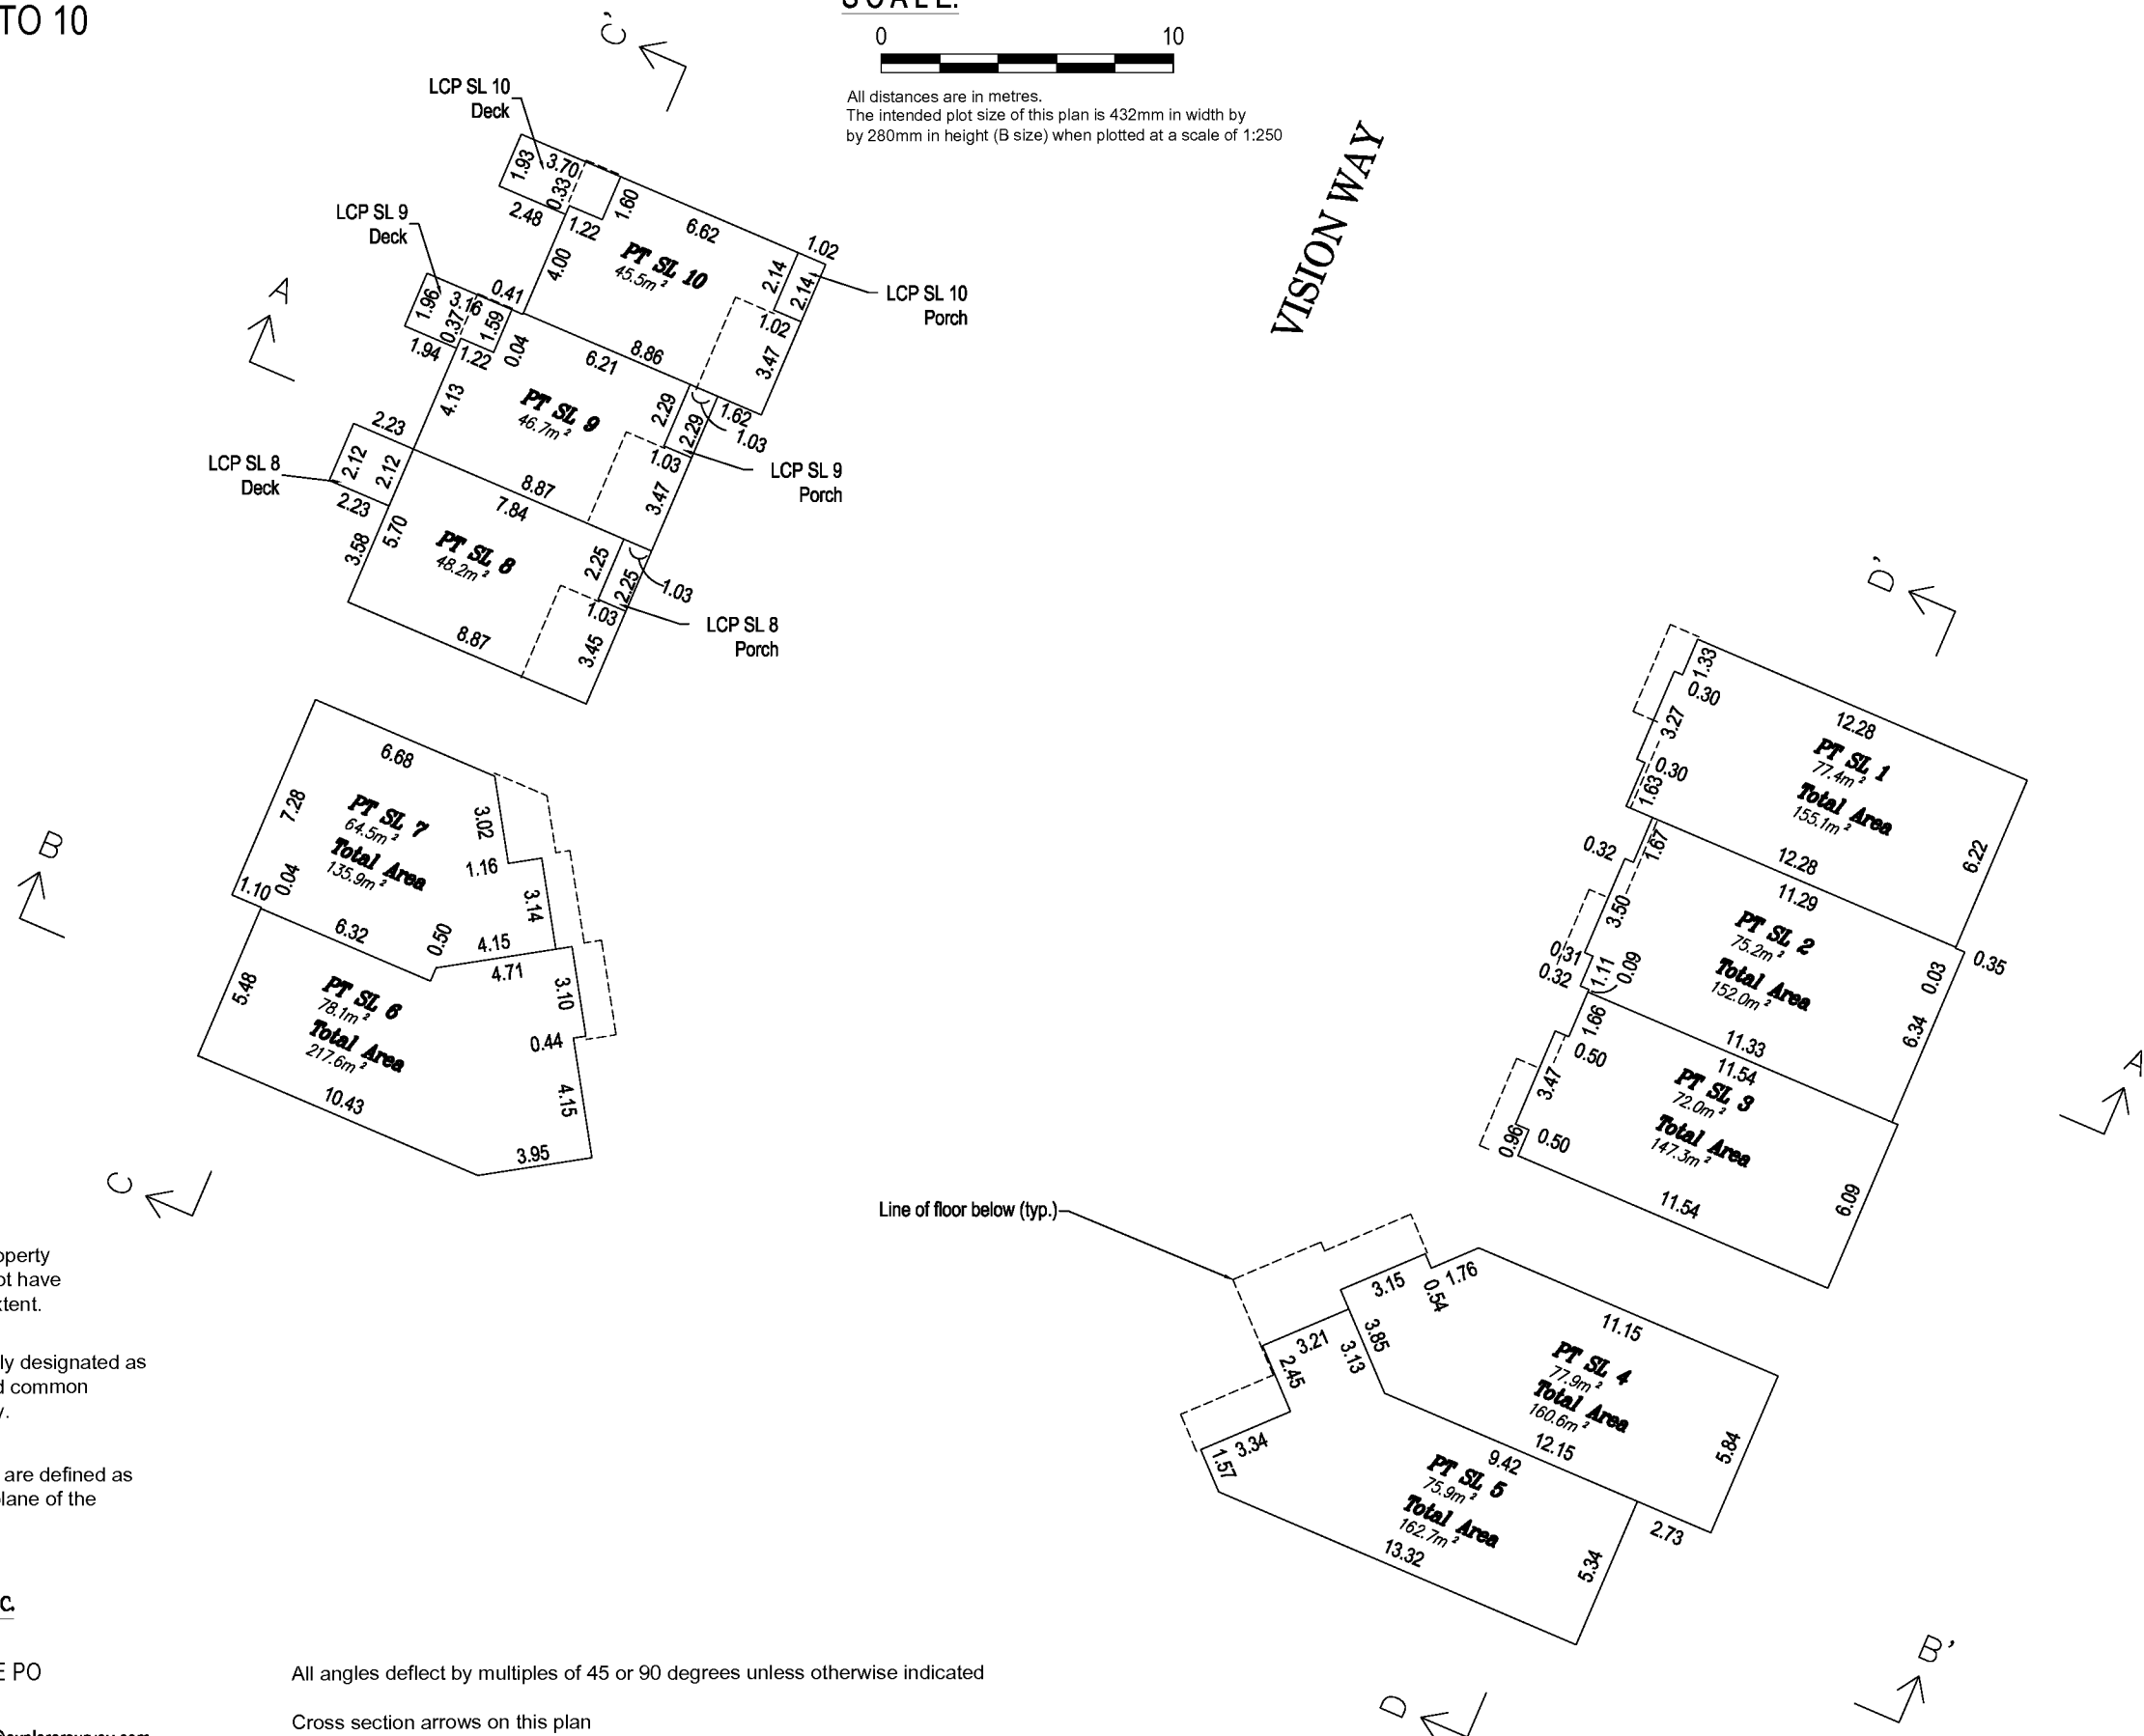 TO 10
SCALE:
0 10
All distances are in metres.
The intended plot size of this plan is 432mm in width by
by 280mm in height (B size) when plotted at a scale of 1:250
VISION WAY
C'
LCP SL 10
Deck
1.93
3.70
0.33
2.48
1.22
1.60
6.62
1.02
4.00
PT SL 10
45.5m²
2.14
2.14
1.02
3.47
LCP SL 10
Porch
LCP SL 9
Deck
A
1.96
3.16
0.41
0.37
1.59
1.94
1.22
0.04
8.86
6.21
1.62
4.13
PT SL 9
46.7m²
2.29
2.29
1.03
1.03
3.47
LCP SL 9
Porch
2.23
2.12
2.12
LCP SL 8
Deck
2.23
8.87
7.84
3.58
5.70
PT SL 8
48.2m²
2.25
2.25
1.03
1.03
LCP SL 8
Porch
8.87
3.45
D'
6.68
7.28
PT SL 7
64.5m²
Total Area
135.9m²
3.02
1.16
3.14
1.10
0.04
B
6.32
0.50
4.15
4.71
5.48
PT SL 6
78.1m²
Total Area
217.6m²
3.10
0.44
4.15
10.43
3.95
C
1.33
0.30
3.27
12.28
PT SL 1
77.4m²
Total Area
155.1m²
0.30
1.63
6.22
0.32
1.67
12.28
11.29
3.50
PT SL 2
75.2m²
Total Area
152.0m²
0.31
0.32
1.11
0.09
0.03
0.35
6.34
1.66
11.33
11.54
0.50
3.47
PT SL 3
72.0m²
Total Area
147.3m²
0.96
0.50
11.54
6.09
A
Line of floor below (typ.)
3.15
0.54
1.76
11.15
3.21
3.13
3.85
2.45
PT SL 4
77.9m²
Total Area
160.6m²
12.15
5.84
1.57
3.34
9.42
PT SL 5
75.9m²
Total Area
162.7m²
13.32
2.73
5.34
B'
D
operty
ot have
xtent.
ly designated as
d common
y.
are defined as
plane of the
C.
E PO
All angles deflect by multiples of 45 or 90 degrees unless otherwise indicated
Cross section arrows on this plan